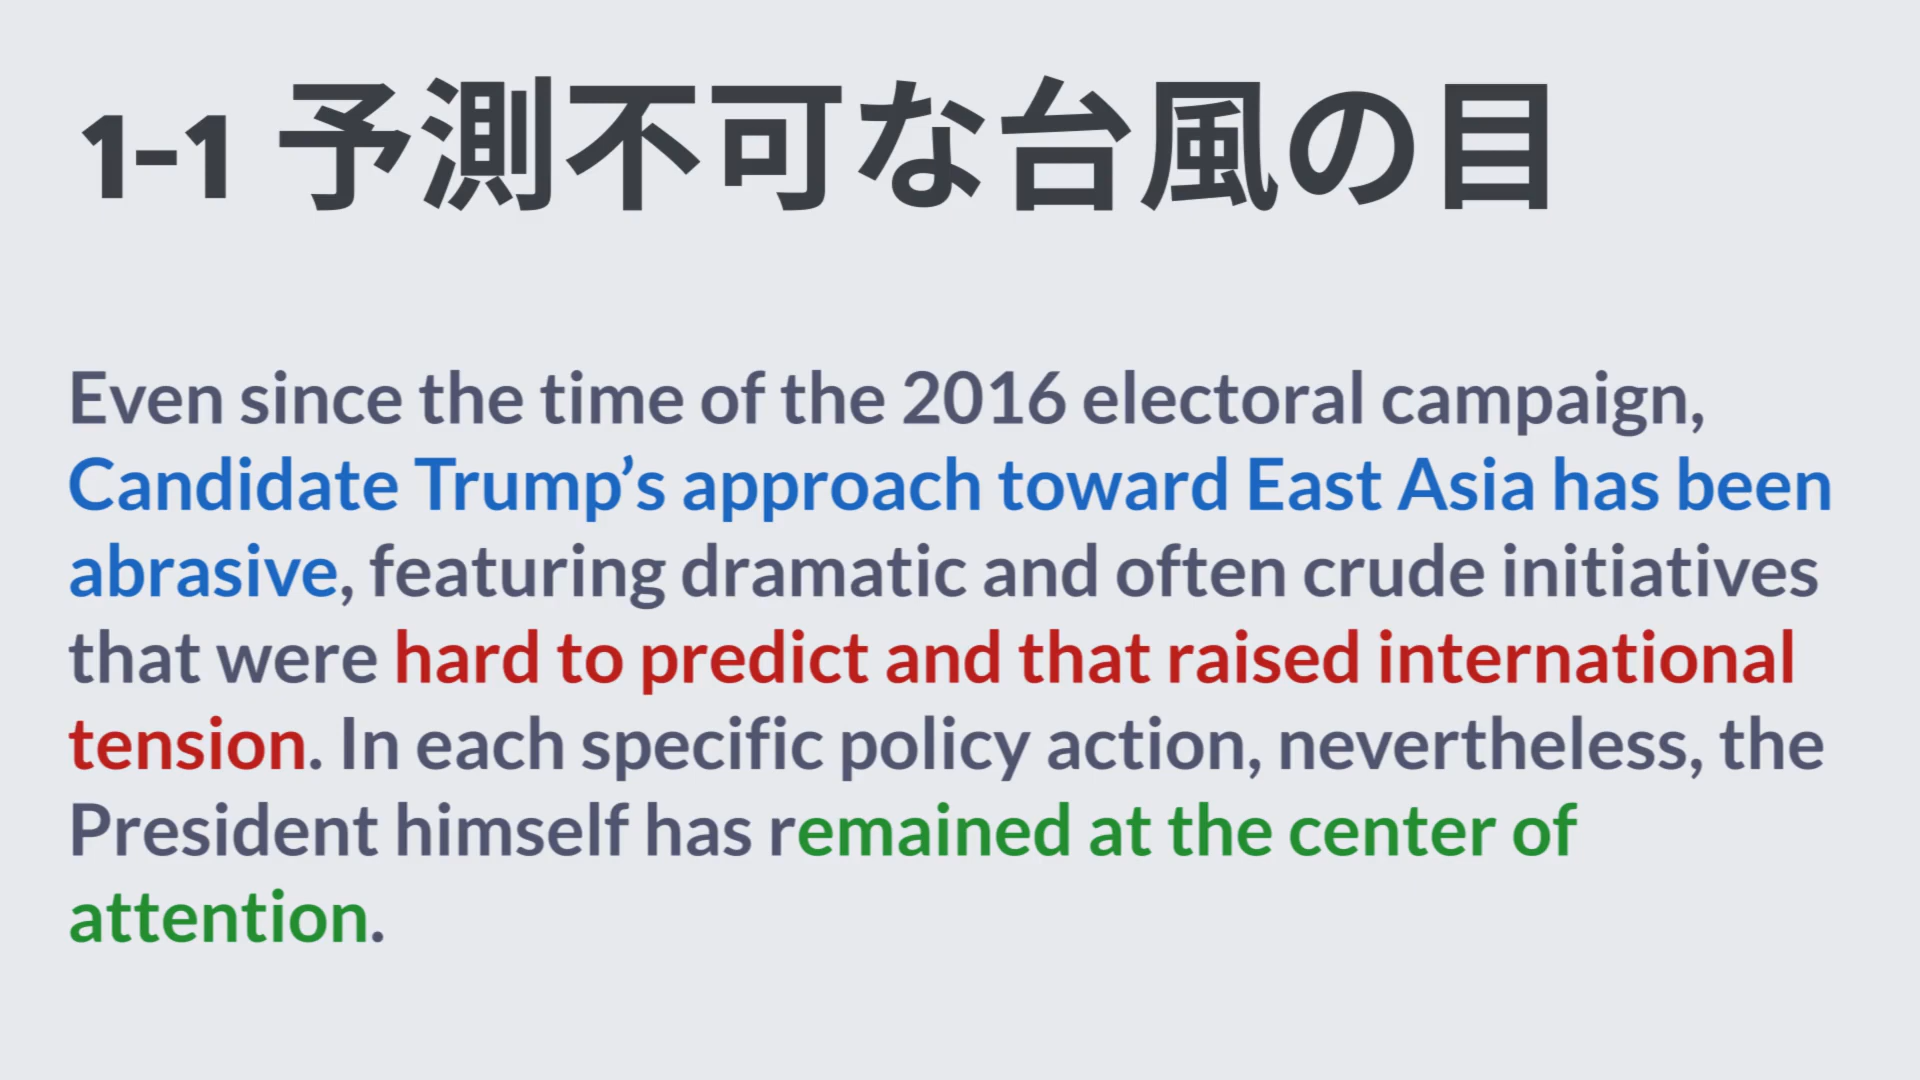 1-1 予測不可な台風の目
Even since the time of the 2016 electoral campaign,
Candidate Trump’s approach toward East Asia has been
abrasive, featuring dramatic and often crude initiatives
that were hard to predict and that raised international
tension. In each specific policy action, nevertheless, the
President himself has remained at the center of
attention.